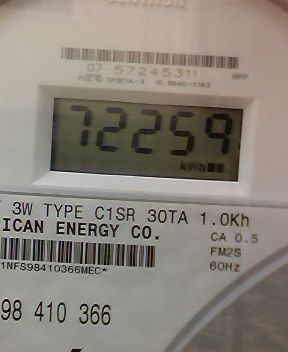 07 57245311 HPP
72259
kWh
3W TYPE C1SR 30TA 1.0Kh
ICAN ENERGY CO. CA 0.5
FM2S
1NFS98410366MEC* 60Hz
98 410 366